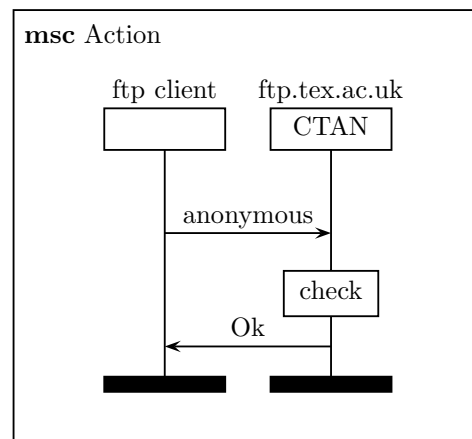 msc Action
ftp client
ftp.tex.ac.uk
CTAN
anonymous
check
Ok